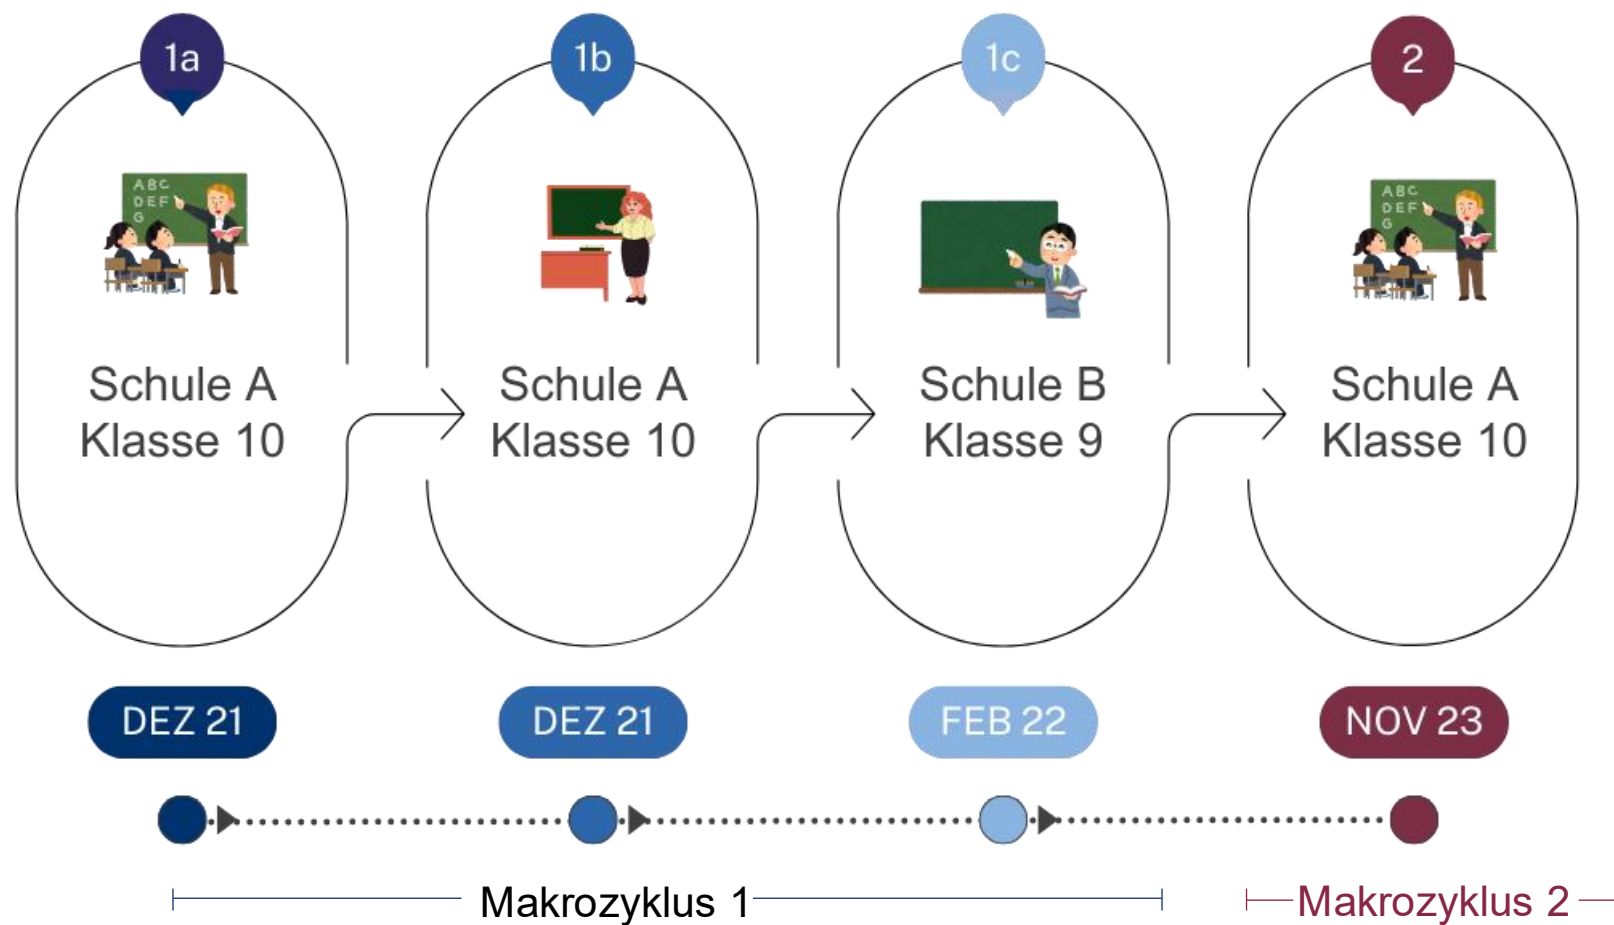 1a
1b
1c
2
A B C
D E F
G
A B C
D E F
G
Schule A
Klasse 10
Schule A
Klasse 10
Schule B
Klasse 9
Schule A
Klasse 10
DEZ 21
DEZ 21
FEB 22
NOV 23
Makrozyklus 1
Makrozyklus 2